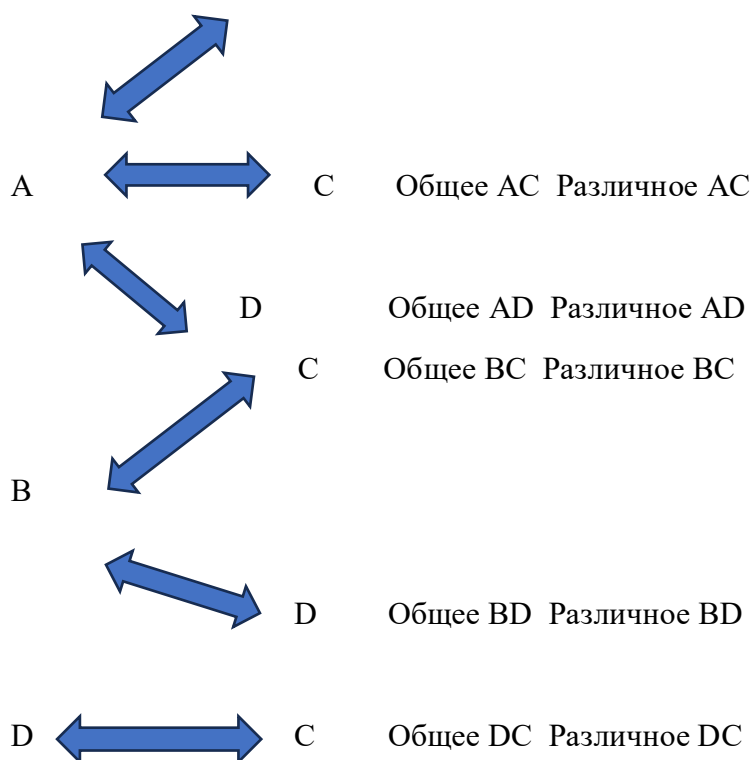 A C Общее AC Различное AC
D Общее AD Различное AD
C Общее BC Различное BC
B
D Общее BD Различное BD
D C Общее DC Различное DC